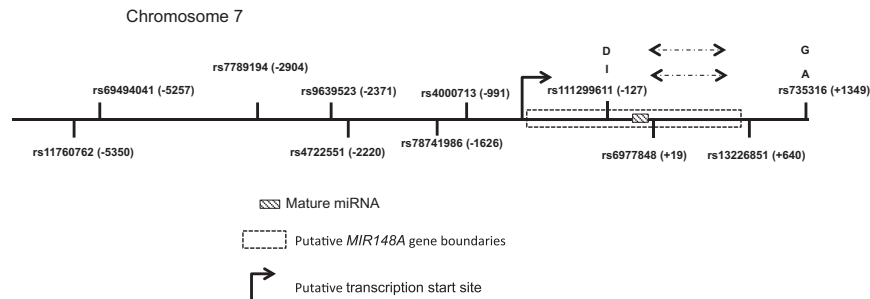 Chromosome 7
D
G
I
A
rs7789194 (-2904)
rs69494041 (-5257)
rs9639523 (-2371)
rs4000713 (-991)
rs111299611 (-127)
rs735316 (+1349)
rs11760762 (-5350)
rs4722551 (-2220)
rs78741986 (-1626)
rs6977848 (+19)
rs13226851 (+640)
Mature miRNA
Putative MIR148A gene boundaries
Putative transcription start site